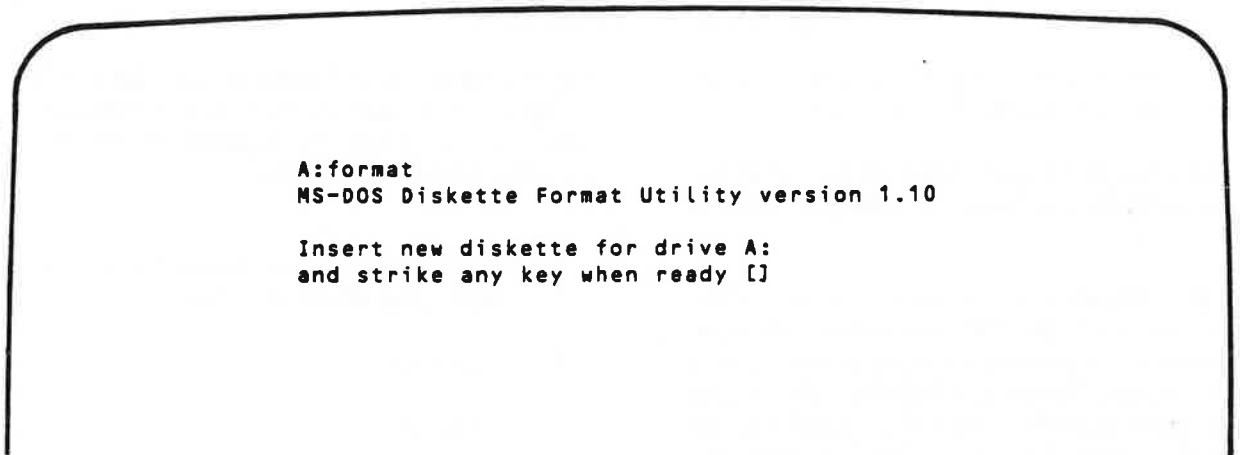 A:format
MS-DOS Diskette Format Utility version 1.10
Insert new diskette for drive A:
and strike any key when ready []